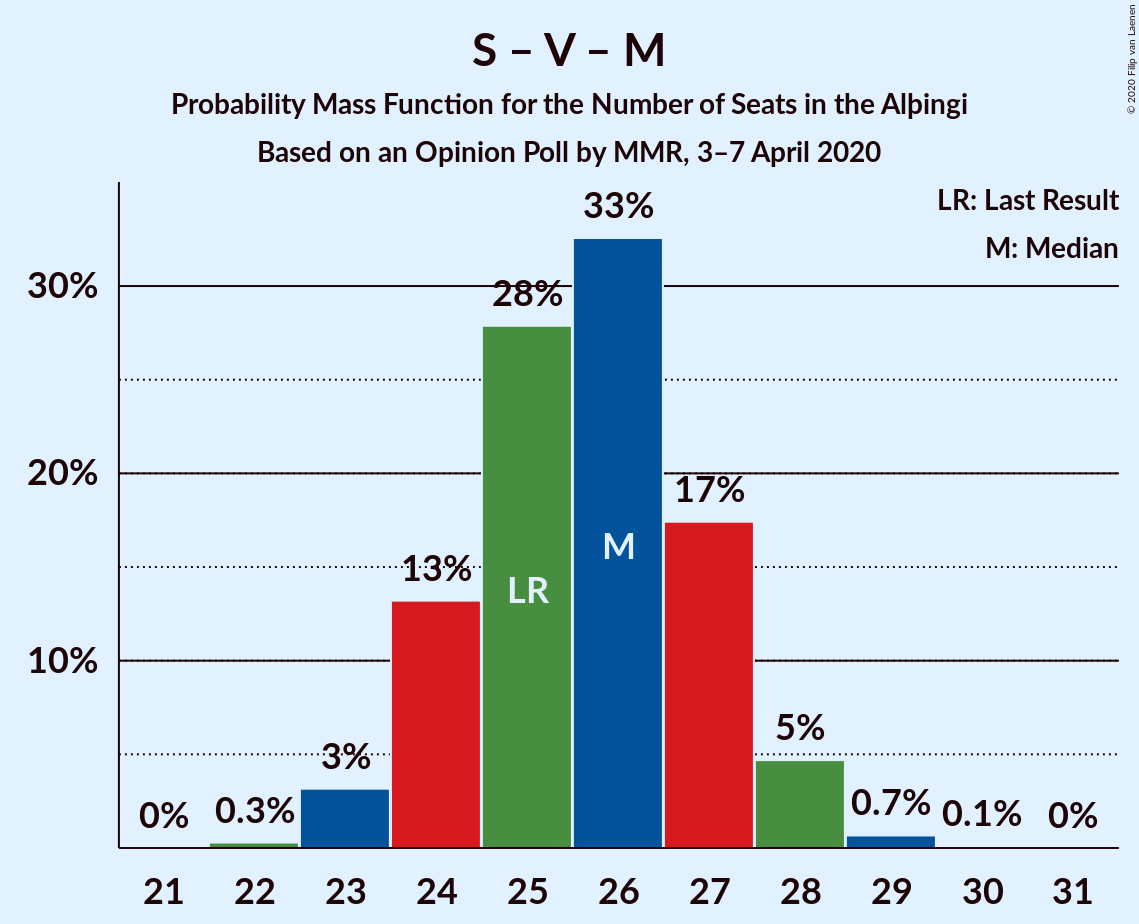 © 2020 Filip van Laenen
S – V – M
Probability Mass Function for the Number of Seats in the Alþingi
Based on an Opinion Poll by MMR, 3–7 April 2020
LR: Last Result
M: Median
30%
20%
10%
0%
0.3%
3%
13%
28%
33%
17%
5%
0.7%
0.1%
0%
LR
M
21 22 23 24 25 26 27 28 29 30 31